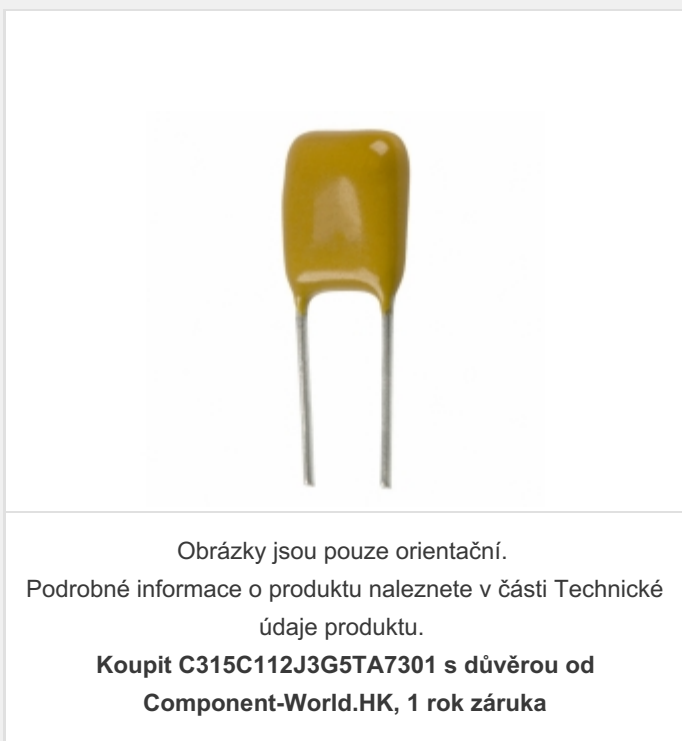 Obrázky jsou pouze orientační.
Podrobné informace o produktu naleznete v části Technické
údaje produktu.
Koupit C315C112J3G5TA7301 s důvěrou od
Component-World.HK, 1 rok záruka